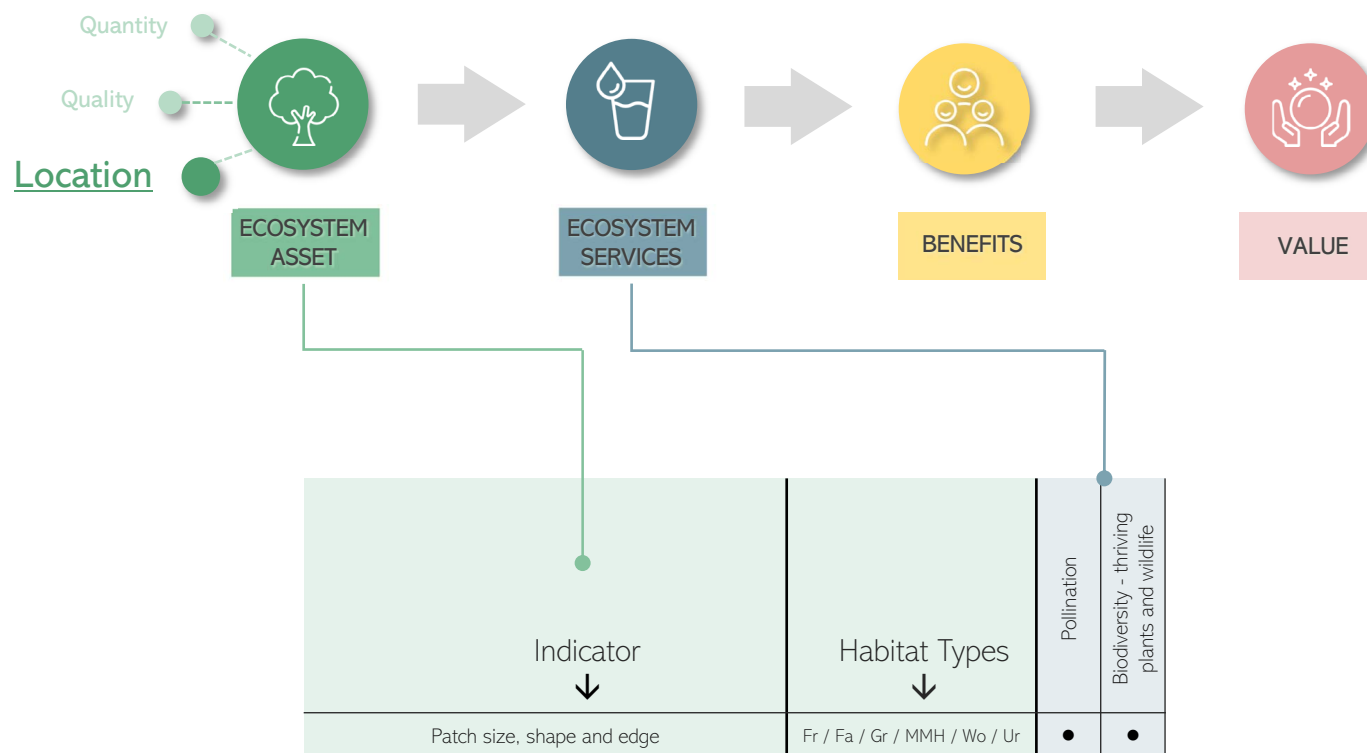 Quantity
Quality
Location
ECOSYSTEM
ASSET
ECOSYSTEM
SERVICES
BENEFITS
VALUE
Indicator
Habitat Types
Pollination
Biodiversity - thriving
plants and wildlife
Patch size, shape and edge
Fr / Fa / Gr / MMH / Wo / Ur